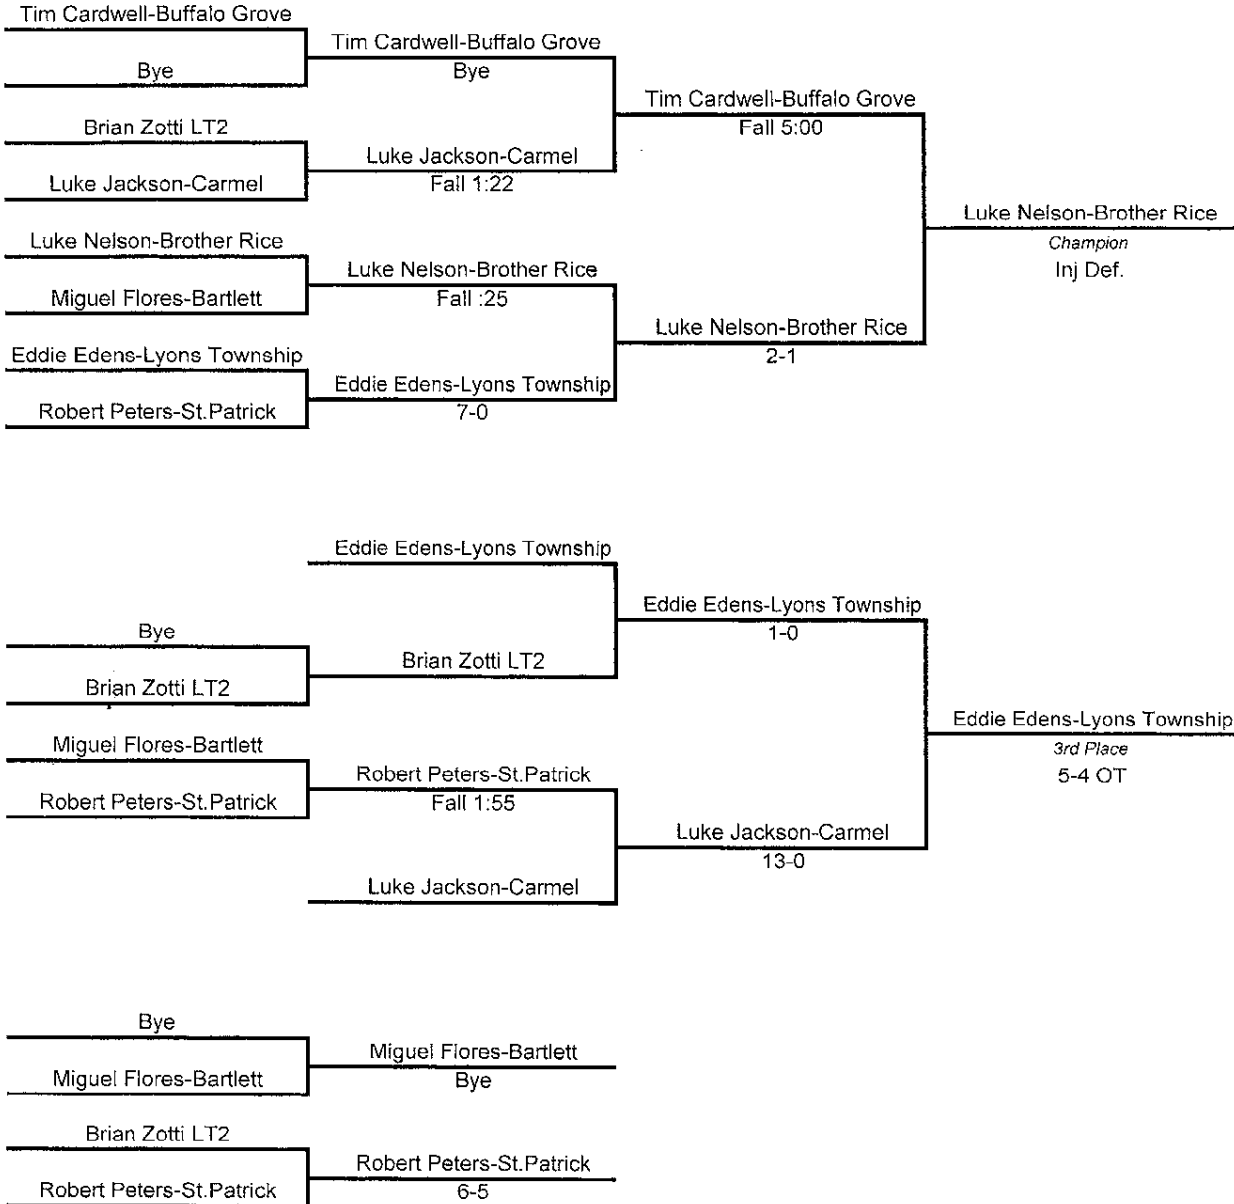 Tim Cardwell-Buffalo Grove
Tim Cardwell-Buffalo Grove
Bye
Bye
Tim Cardwell-Buffalo Grove
Fall 5:00
Brian Zotti LT2
Luke Jackson-Carmel
Luke Jackson-Carmel
Fall 1:22
Luke Nelson-Brother Rice
Champion
Inj Def.
Luke Nelson-Brother Rice
Luke Nelson-Brother Rice
Miguel Flores-Bartlett
Fall :25
Luke Nelson-Brother Rice
2-1
Eddie Edens-Lyons Township
Eddie Edens-Lyons Township
Robert Peters-St.Patrick
7-0
Eddie Edens-Lyons Township
Eddie Edens-Lyons Township
1-0
Bye
Brian Zotti LT2
Brian Zotti LT2
Eddie Edens-Lyons Township
3rd Place
5-4 OT
Miguel Flores-Bartlett
Robert Peters-St.Patrick
Robert Peters-St.Patrick
Fall 1:55
Luke Jackson-Carmel
13-0
Luke Jackson-Carmel
Bye
Miguel Flores-Bartlett
Miguel Flores-Bartlett
Bye
Brian Zotti LT2
Robert Peters-St.Patrick
Robert Peters-St.Patrick
6-5